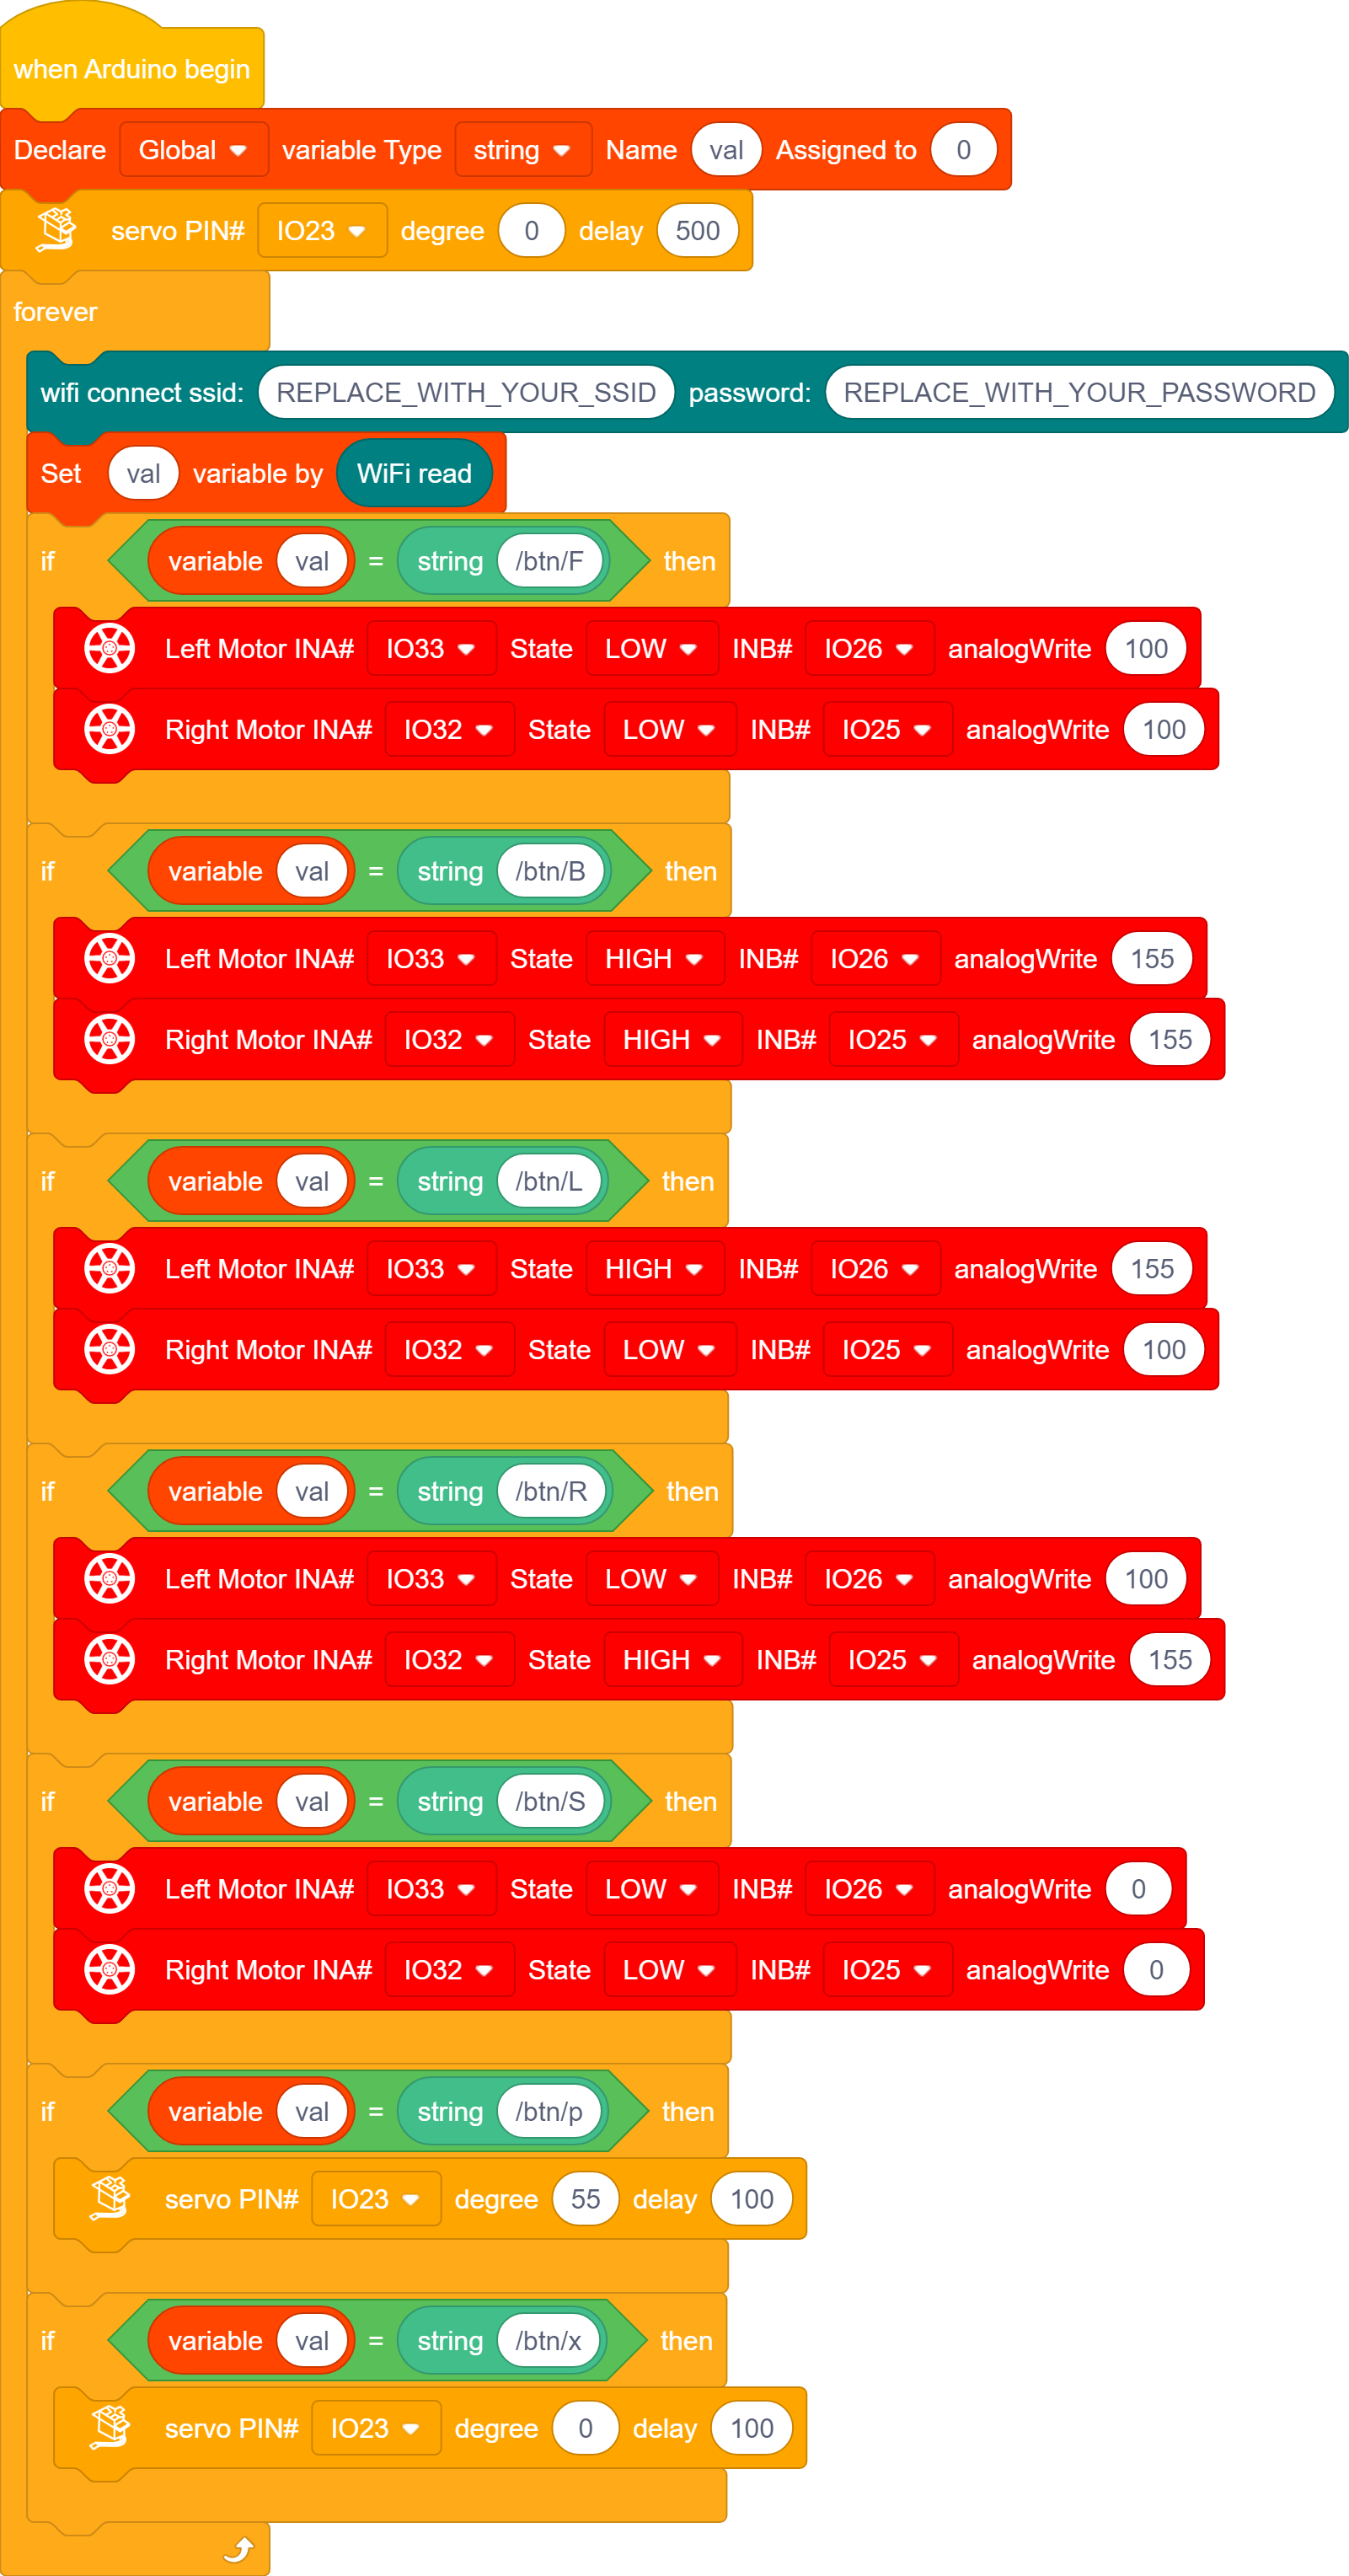 when Arduino begin
Declare Global variable Type string Name val Assigned to 0
servo PIN# IO23 degree 0 delay 500
forever
wifi connect ssid: REPLACE_WITH_YOUR_SSID password: REPLACE_WITH_YOUR_PASSWORD
Set val variable by WiFi read
if variable val = string /btn/F then
Left Motor INA# IO33 State LOW INB# IO26 analogWrite 100
Right Motor INA# IO32 State LOW INB# IO25 analogWrite 100
if variable val = string /btn/B then
Left Motor INA# IO33 State HIGH INB# IO26 analogWrite 155
Right Motor INA# IO32 State HIGH INB# IO25 analogWrite 155
if variable val = string /btn/L then
Left Motor INA# IO33 State HIGH INB# IO26 analogWrite 155
Right Motor INA# IO32 State LOW INB# IO25 analogWrite 100
if variable val = string /btn/R then
Left Motor INA# IO33 State LOW INB# IO26 analogWrite 100
Right Motor INA# IO32 State HIGH INB# IO25 analogWrite 155
if variable val = string /btn/S then
Left Motor INA# IO33 State LOW INB# IO26 analogWrite 0
Right Motor INA# IO32 State LOW INB# IO25 analogWrite 0
if variable val = string /btn/p then
servo PIN# IO23 degree 55 delay 100
if variable val = string /btn/x then
servo PIN# IO23 degree 0 delay 100